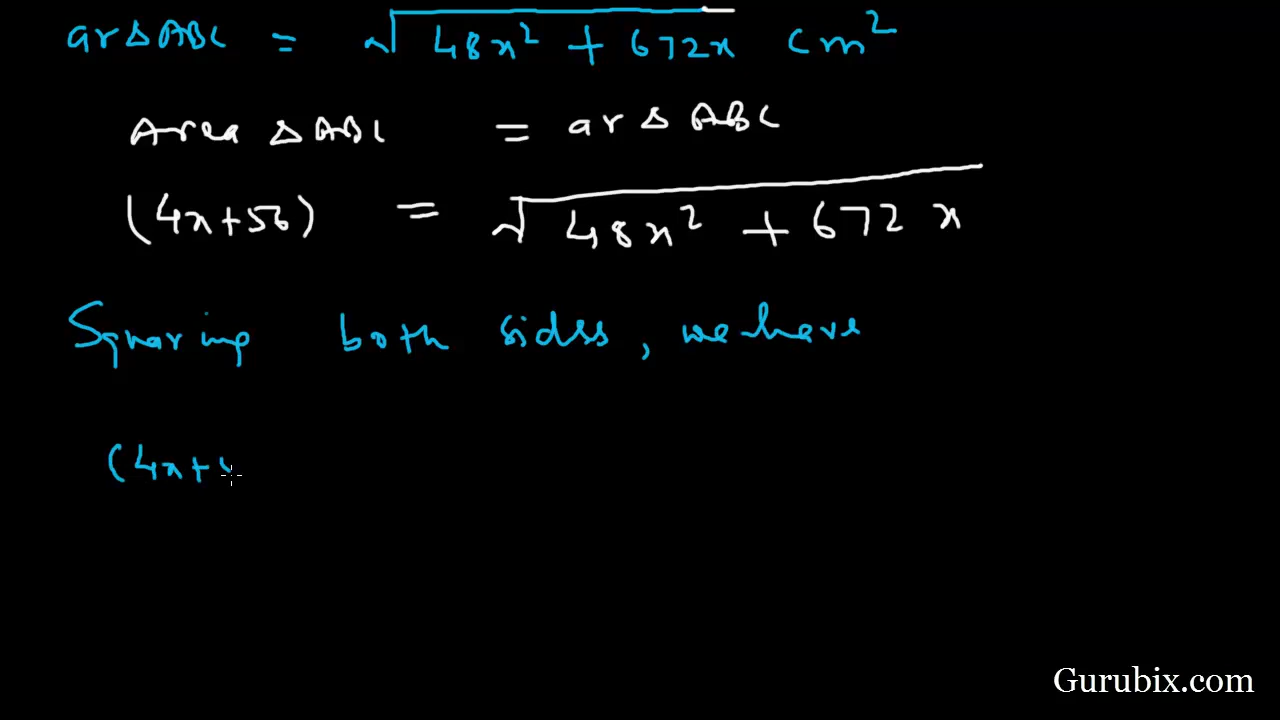 ar△ABC = √48x² + 672x cm²
Area △ABC = ar△ABC
(4x+56) = √48x² + 672x
Squaring both sides, we have
(4x+
Gurubix.com